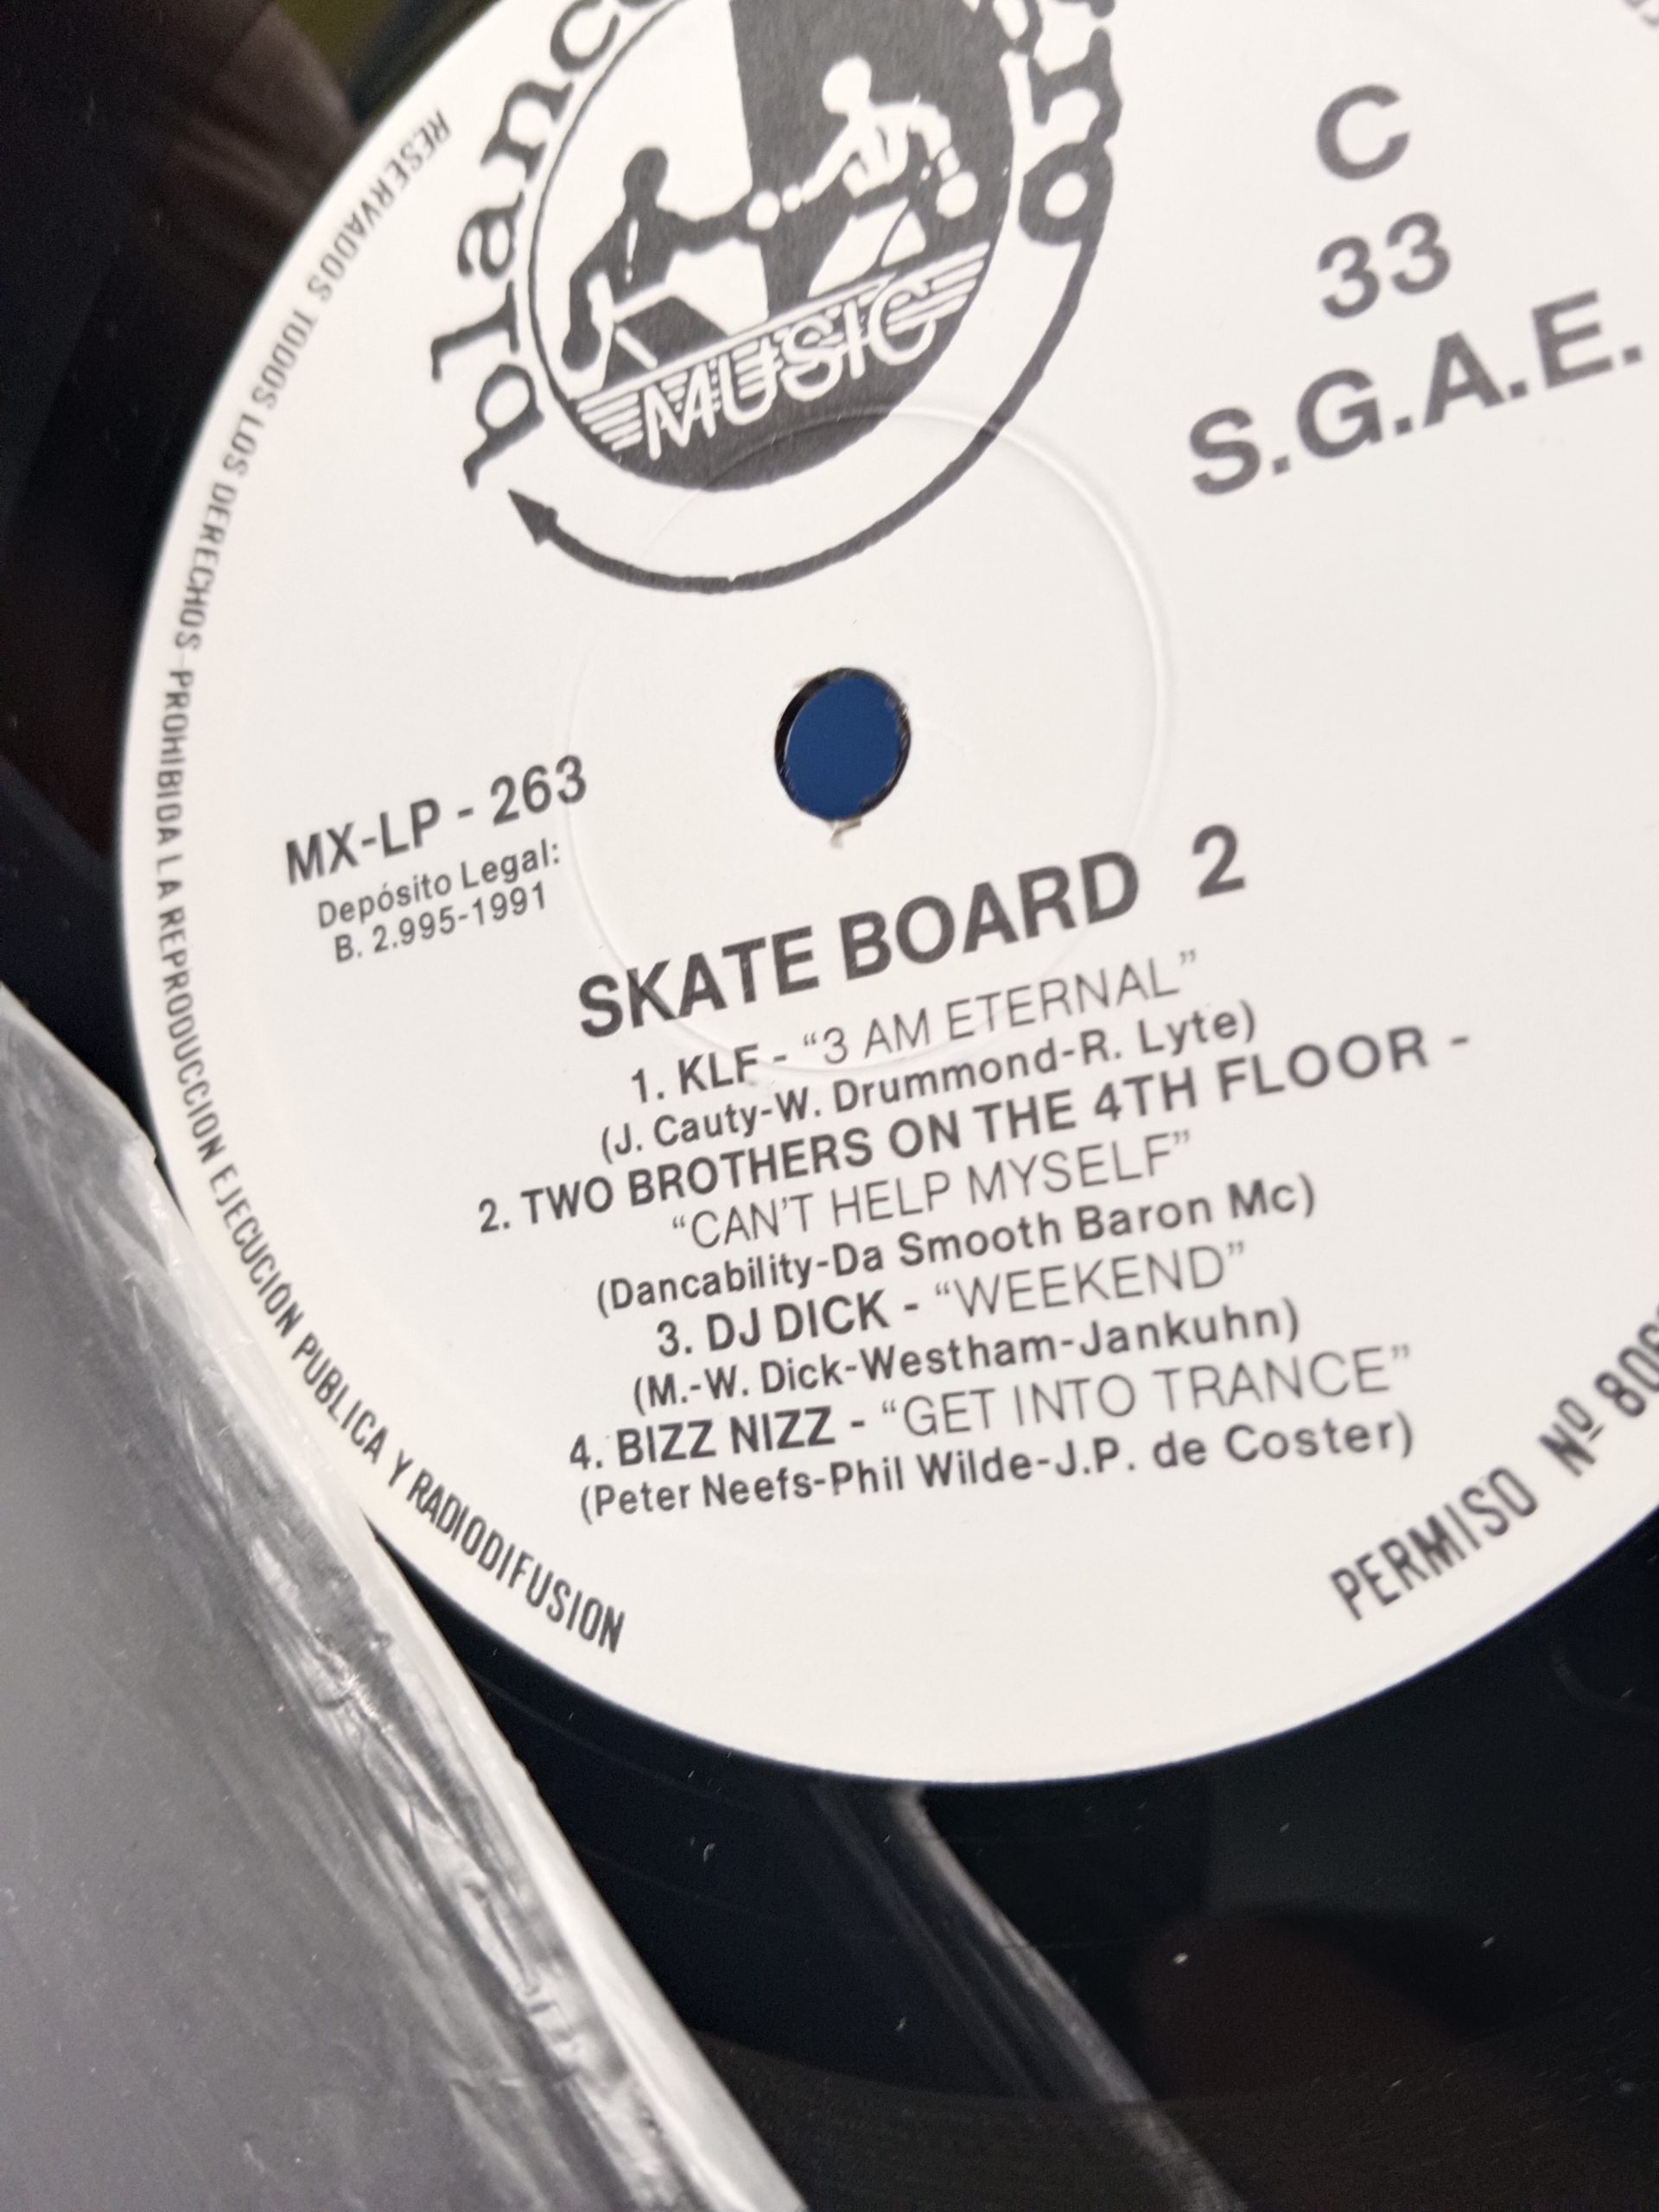 blanco
MUSIC
C
33
S.G.A.E.
MX-LP - 263
Depósito Legal:
B. 2.995-1991
SKATE BOARD 2
1. KLF - “3 AM ETERNAL”
(J. Cauty-W. Drummond-R. Lyte)
2. TWO BROTHERS ON THE 4TH FLOOR -
“CAN'T HELP MYSELF”
(Dancability-Da Smooth Baron Mc)
3. DJ DICK - “WEEKEND”
(M.-W. Dick-Westham-Jankuhn)
4. BIZZ NIZZ - “GET INTO TRANCE”
(Peter Neefs-Phil Wilde-J.P. de Coster)
RESERVADOS TODOS LOS DERECHOS-PROHIBIDA LA REPRODUCCION EJECUCIÓN PUBLICA Y RADIODIFUSION
PERMISO Nº